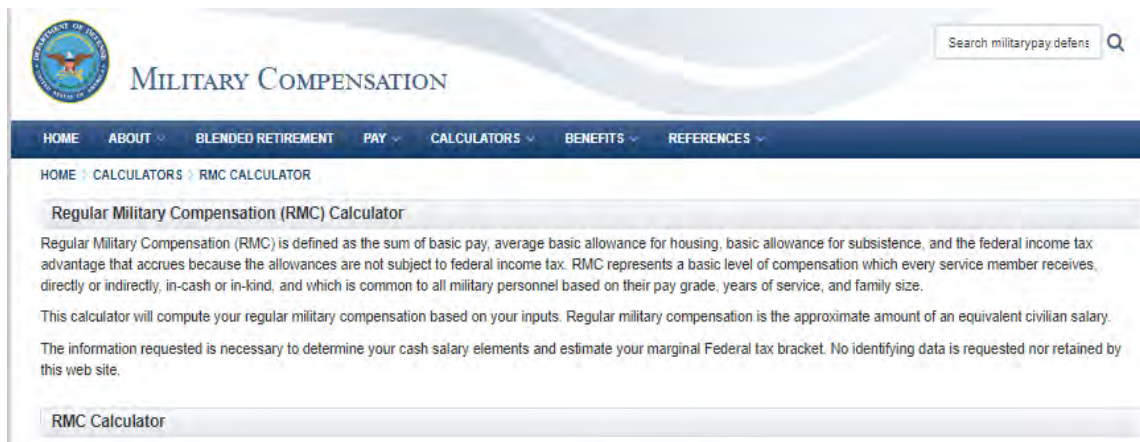 MILITARY COMPENSATION
Search militarypay.defens
HOME ABOUT BLENDED RETIREMENT PAY CALCULATORS BENEFITS REFERENCES
HOME CALCULATORS RMC CALCULATOR
Regular Military Compensation (RMC) Calculator
Regular Military Compensation (RMC) is defined as the sum of basic pay, average basic allowance for housing, basic allowance for subsistence, and the federal income tax
advantage that accrues because the allowances are not subject to federal income tax. RMC represents a basic level of compensation which every service member receives,
directly or indirectly, in-cash or in-kind, and which is common to all military personnel based on their pay grade, years of service, and family size.
This calculator will compute your regular military compensation based on your inputs. Regular military compensation is the approximate amount of an equivalent civilian salary.
The information requested is necessary to determine your cash salary elements and estimate your marginal Federal tax bracket. No identifying data is requested nor retained by
this web site.
RMC Calculator